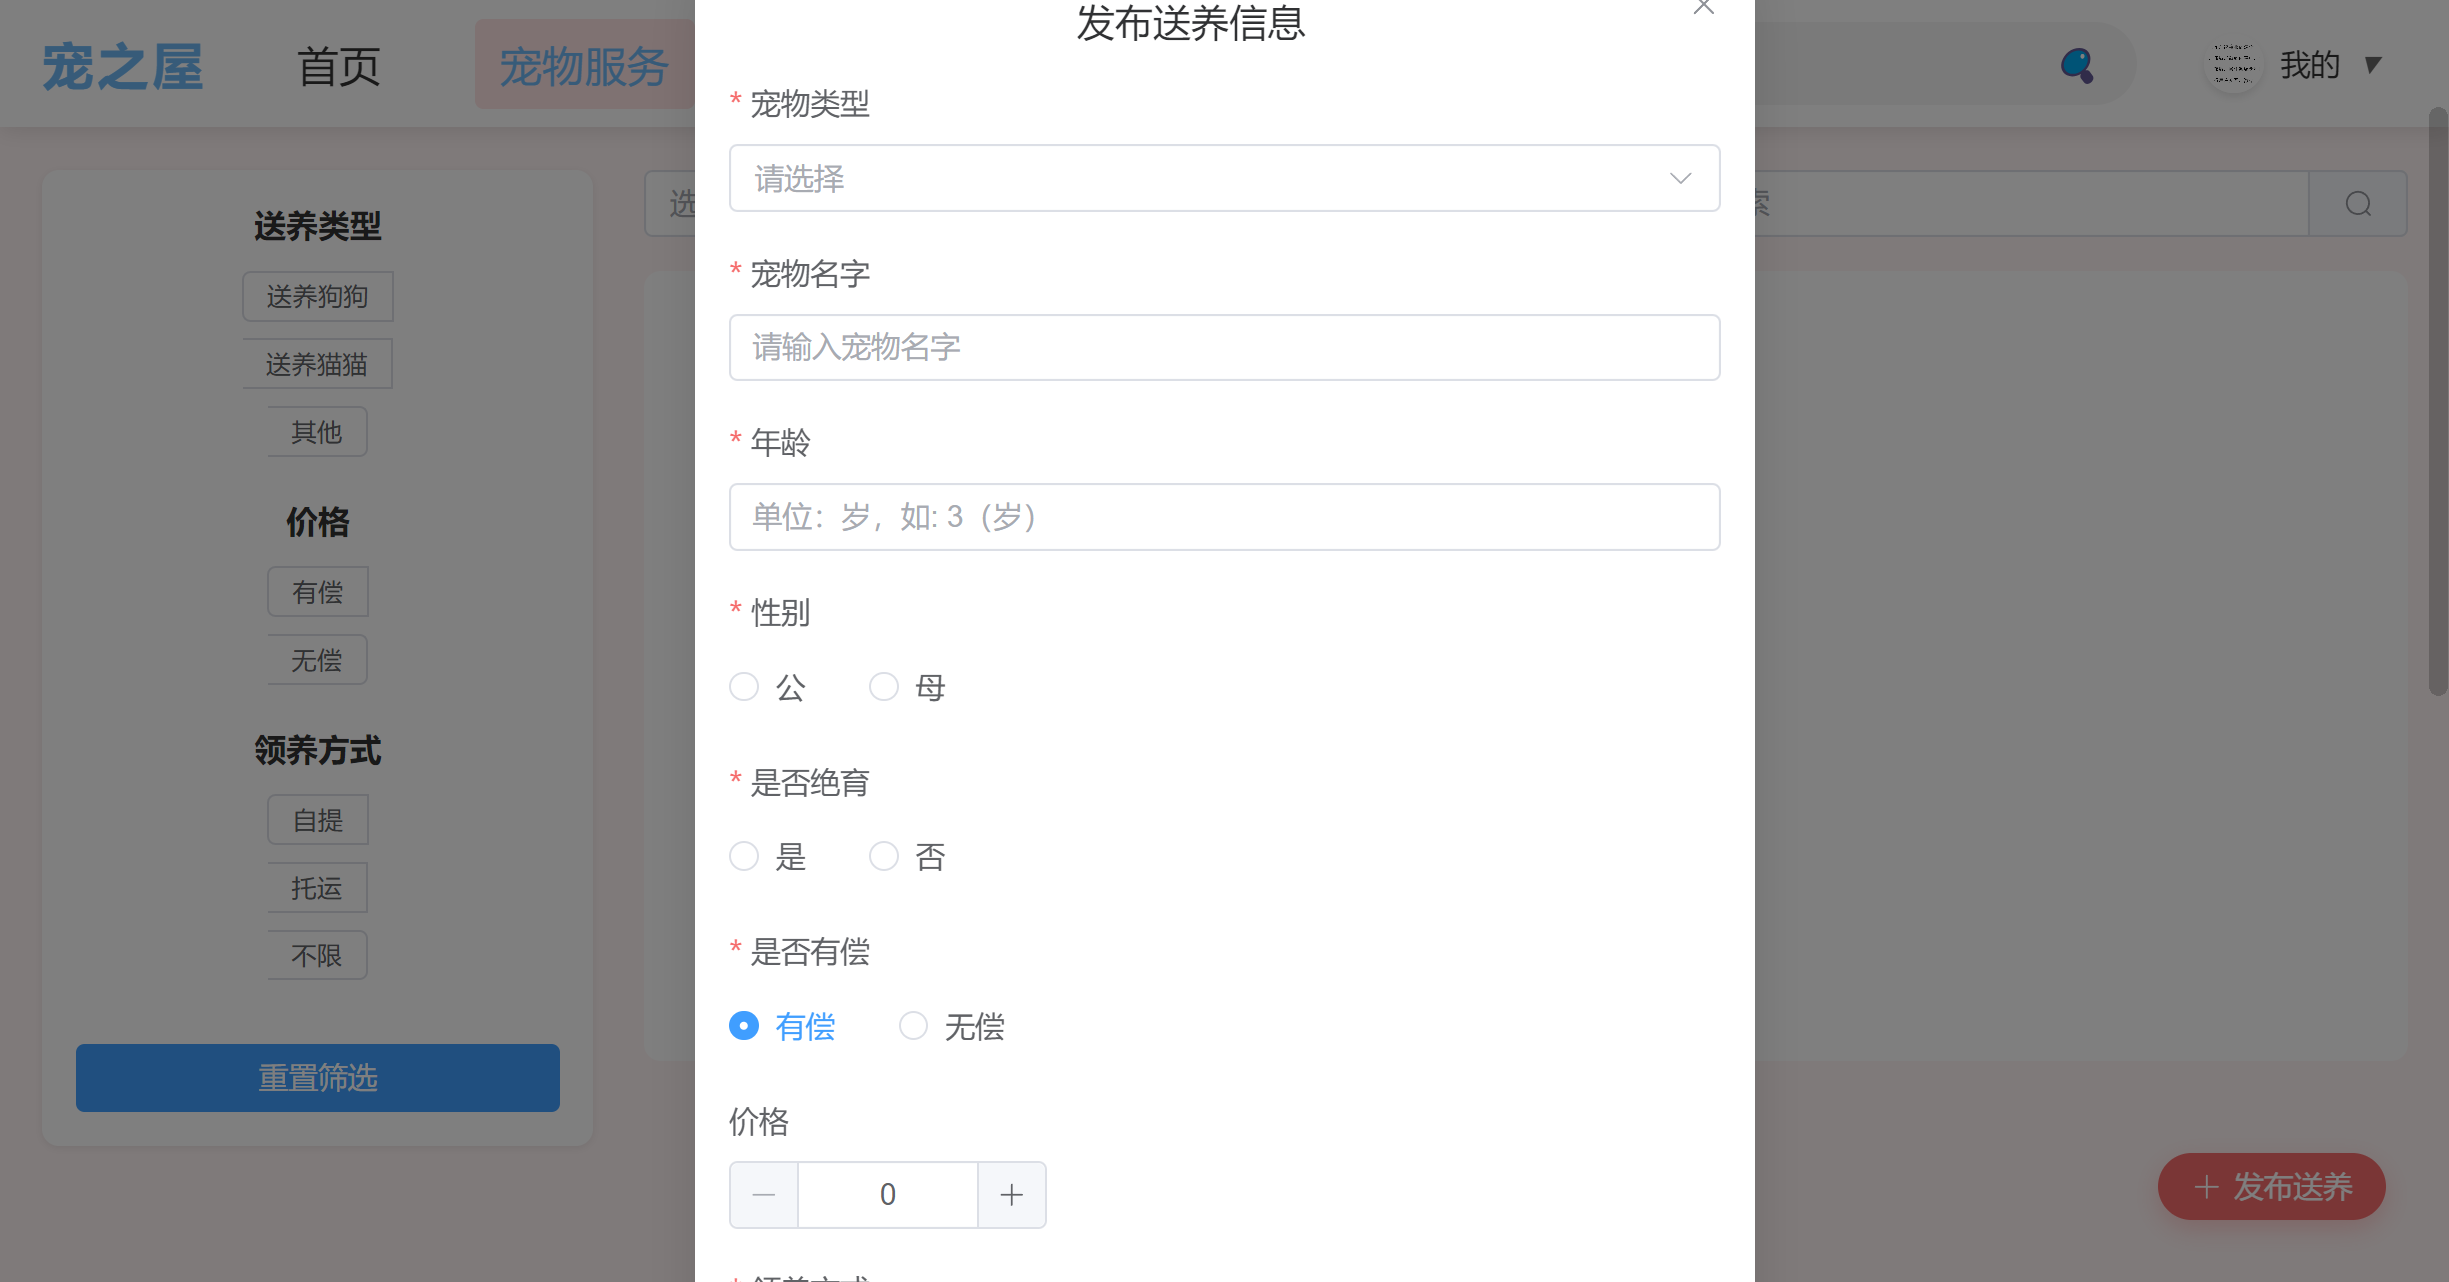 宠之屋
首页
宠物服务
我的
送养类型
送养狗狗
送养猫猫
其他
价格
有偿
无偿
领养方式
自提
托运
不限
重置筛选
选
索
发布送养信息
* 宠物类型
请选择
* 宠物名字
请输入宠物名字
* 年龄
单位：岁，如: 3（岁）
* 性别
公 母
* 是否绝育
是 否
* 是否有偿
有偿 无偿
价格
0
发布送养